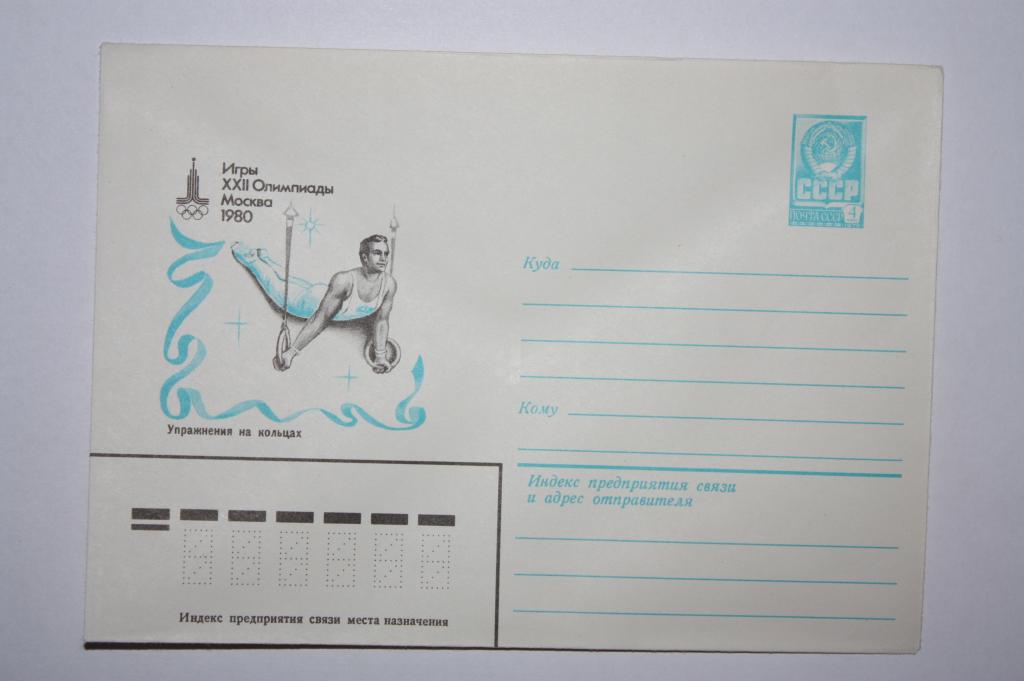 Игры
XXII Олимпиады
Москва
1980
Упражнения на кольцах
СССР
ПОЧТА СССР
4
Куда
Кому
Индекс предприятия связи
и адрес отправителя
Индекс предприятия связи места назначения